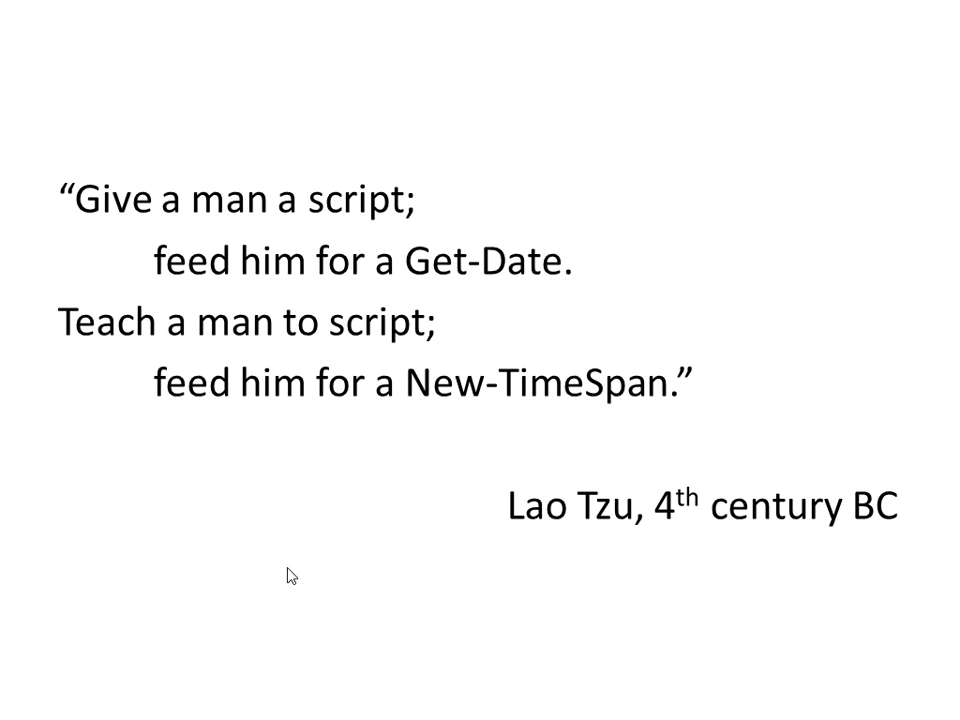 “Give a man a script;
feed him for a Get-Date.
Teach a man to script;
feed him for a New-TimeSpan.”
Lao Tzu, 4th century BC